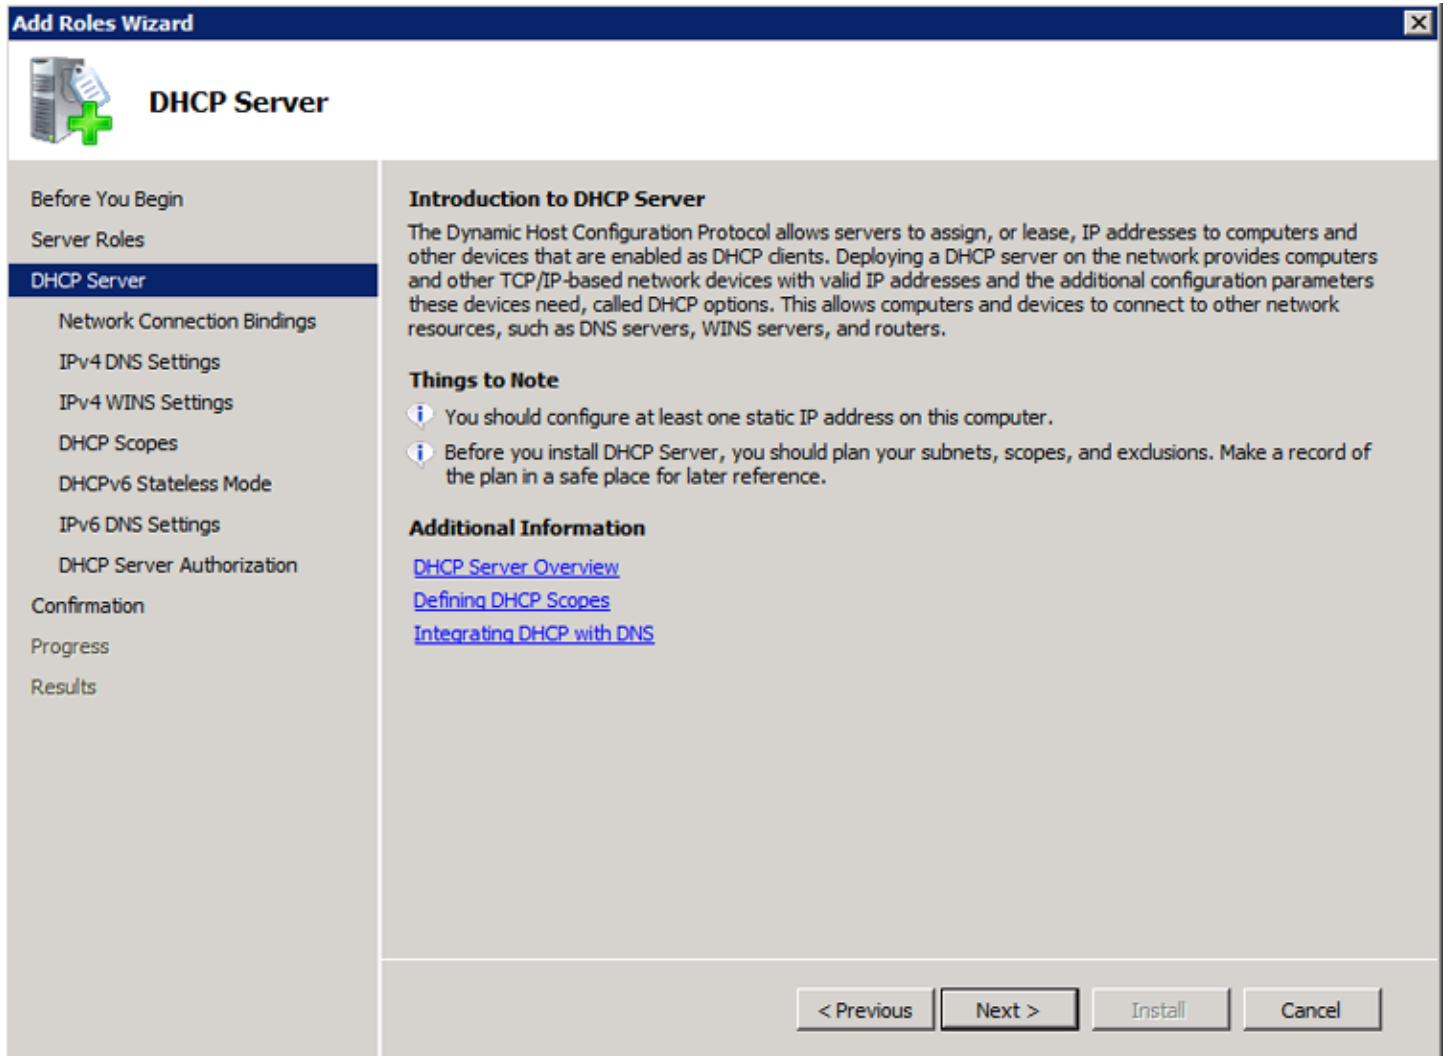 Add Roles Wizard
DHCP Server
Before You Begin
Server Roles
DHCP Server
Network Connection Bindings
IPv4 DNS Settings
IPv4 WINS Settings
DHCP Scopes
DHCPv6 Stateless Mode
IPv6 DNS Settings
DHCP Server Authorization
Confirmation
Progress
Results
Introduction to DHCP Server
The Dynamic Host Configuration Protocol allows servers to assign, or lease, IP addresses to computers and
other devices that are enabled as DHCP clients. Deploying a DHCP server on the network provides computers
and other TCP/IP-based network devices with valid IP addresses and the additional configuration parameters
these devices need, called DHCP options. This allows computers and devices to connect to other network
resources, such as DNS servers, WINS servers, and routers.
Things to Note
You should configure at least one static IP address on this computer.
Before you install DHCP Server, you should plan your subnets, scopes, and exclusions. Make a record of
the plan in a safe place for later reference.
Additional Information
DHCP Server Overview
Defining DHCP Scopes
Integrating DHCP with DNS
< Previous
Next >
Install
Cancel